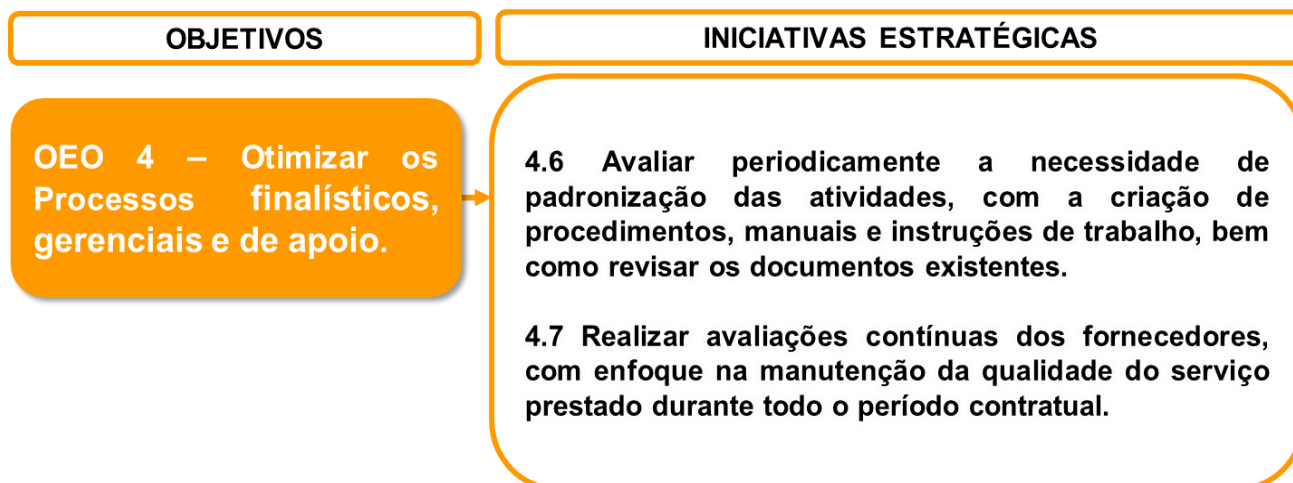 OBJETIVOS
INICIATIVAS ESTRATÉGICAS
OEO 4 – Otimizar os
Processos finalísticos,
gerenciais e de apoio.
4.6 Avaliar periodicamente a necessidade de
padronização das atividades, com a criação de
procedimentos, manuais e instruções de trabalho, bem
como revisar os documentos existentes.
4.7 Realizar avaliações contínuas dos fornecedores,
com enfoque na manutenção da qualidade do serviço
prestado durante todo o período contratual.